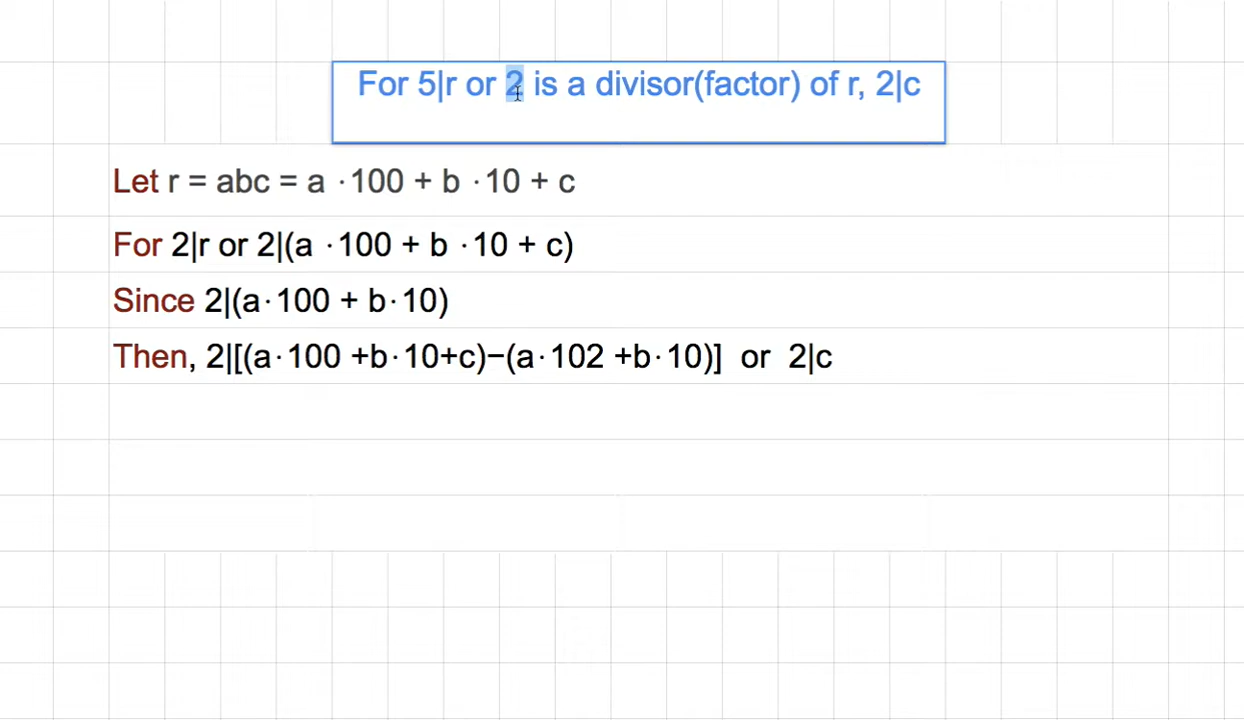 For 5|r or 2 is a divisor(factor) of r, 2|c
Let r = abc = a ·100 + b ·10 + c
For 2|r or 2|(a ·100 + b ·10 + c)
Since 2|(a·100 + b·10)
Then, 2|[(a·100 +b·10+c)−(a·102 +b·10)] or 2|c